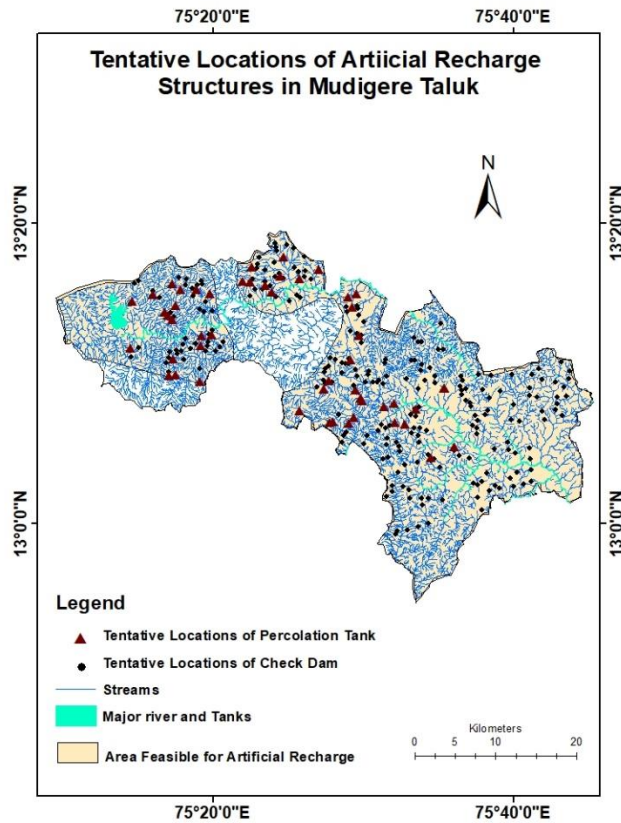 75°20'0"E 75°40'0"E
Tentative Locations of Artiicial Recharge
Structures in Mudigere Taluk
N
13°20'0"N 13°20'0"N
13°0'0"N 13°0'0"N
Legend
Tentative Locations of Percolation Tank
Tentative Locations of Check Dam
Streams
Major river and Tanks
Area Feasible for Artificial Recharge
Kilometers
0 5 10 20
75°20'0"E 75°40'0"E